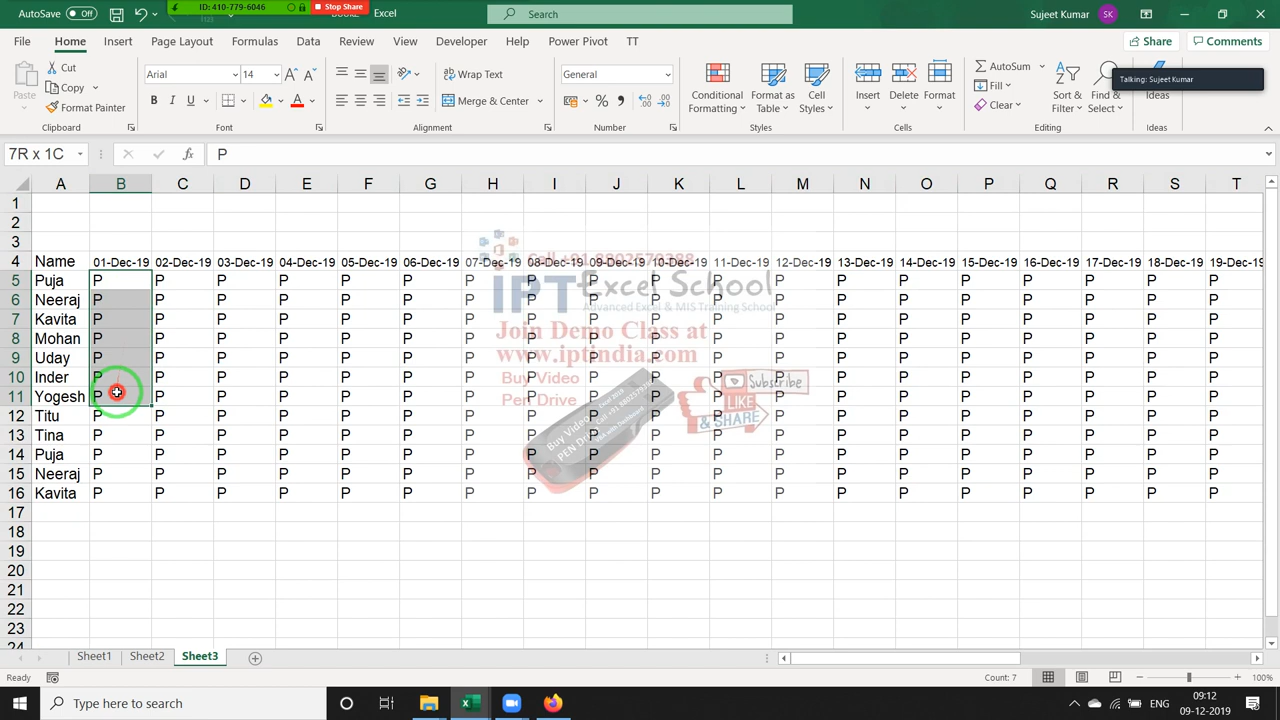 AutoSave Off
ID: 410-779-6046 Stop Share
Excel
Search
Sujeet Kumar SK
File Home Insert Page Layout Formulas Data Review View Developer Help Power Pivot TT Share Comments
Paste Cut Copy Format Painter
Arial 14
Wrap Text
Merge & Center
General
Conditional Formatting
Format as Table
Cell Styles
Insert Delete Format
AutoSum
Fill
Clear
Sort & Filter
Find & Select
Ideas
Talking: Sujeet Kumar
Clipboard Font Alignment Number Styles Cells Editing Ideas
7R x 1C fx P
A B C D E F G H I J K L M N O P Q R S T
1
2
3
4 Name 01-Dec-19 02-Dec-19 03-Dec-19 04-Dec-19 05-Dec-19 06-Dec-19 07-Dec-19 08-Dec-19 09-Dec-19 10-Dec-19 11-Dec-19 12-Dec-19 13-Dec-19 14-Dec-19 15-Dec-19 16-Dec-19 17-Dec-19 18-Dec-19 19-Dec-19
5 Puja P P P P P P P P P P P P P P P P P P P
6 Neeraj P P P P P P P P P P P P P P P P P P P
7 Kavita P P P P P P P P P P P P P P P P P P P
8 Mohan P P P P P P P P P P P P P P P P P P P
9 Uday P P P P P P P P P P P P P P P P P P P
10 Inder P P P P P P P P P P P P P P P P P P P
11 Yogesh P P P P P P P P P P P P P P P P P P P
12 Titu P P P P P P P P P P P P P P P P P P P
13 Tina P P P P P P P P P P P P P P P P P P P
14 Puja P P P P P P P P P P P P P P P P P P P
15 Neeraj P P P P P P P P P P P P P P P P P P P
16 Kavita P P P P P P P P P P P P P P P P P P P
17
18
19
20
21
22
23
24
IPT Excel School
Advanced Excel & MIS Training School
Join Demo Class at
www.iptindia.com
Buy Video
Pen Drive
Buy Videos
PEN Drive
Subscribe
LIKE
& SHARE
Sheet1 Sheet2 Sheet3
Count: 7 100%
Type here to search
ENG
09:12
09-12-2019